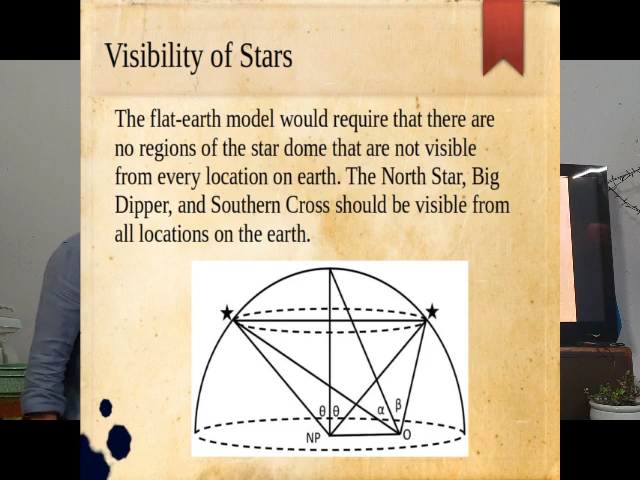 Visibility of Stars
The flat-earth model would require that there are
no regions of the star dome that are not visible
from every location on earth. The North Star, Big
Dipper, and Southern Cross should be visible from
all locations on the earth.
θ θ α β
NP O